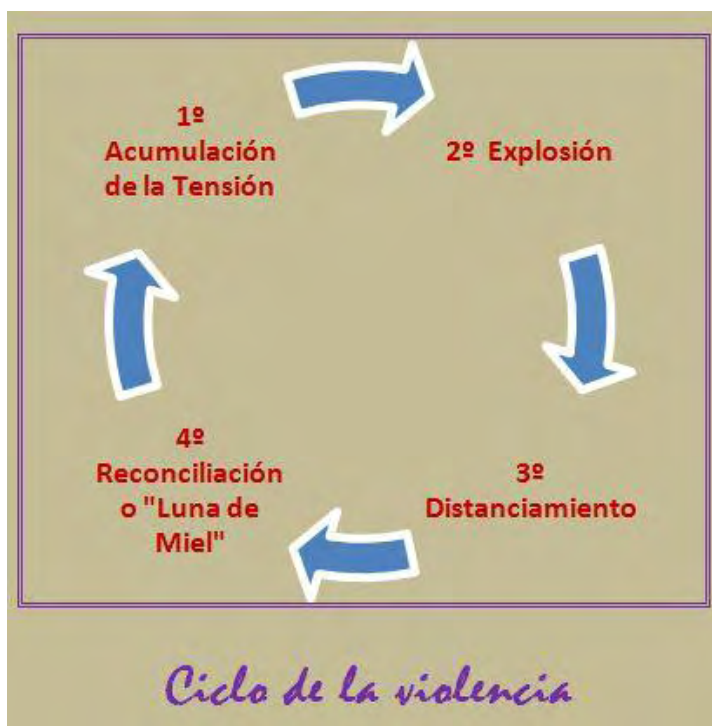 1º
Acumulación
de la Tensión
2º Explosión
3º
Distanciamiento
4º
Reconciliación
o "Luna de
Miel"
Ciclo de la violencia